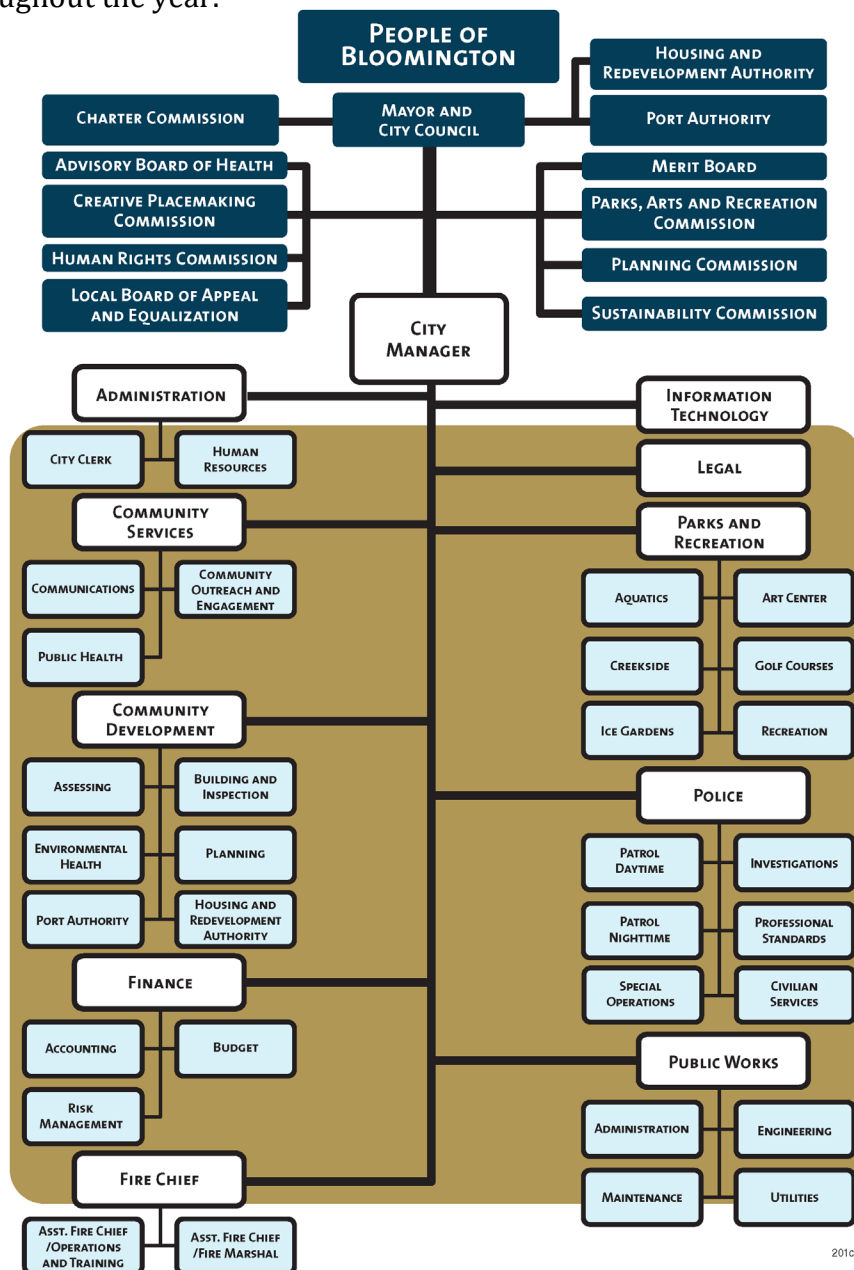 PEOPLE OF
BLOOMINGTON
HOUSING AND
REDEVELOPMENT AUTHORITY
CHARTER COMMISSION
MAYOR AND
CITY COUNCIL
PORT AUTHORITY
ADVISORY BOARD OF HEALTH
CREATIVE PLACEMAKING
COMMISSION
HUMAN RIGHTS COMMISSION
LOCAL BOARD OF APPEAL
AND EQUALIZATION
MERIT BOARD
PARKS, ARTS AND RECREATION
COMMISSION
PLANNING COMMISSION
SUSTAINABILITY COMMISSION
CITY
MANAGER
ADMINISTRATION
CITY CLERK
HUMAN
RESOURCES
COMMUNITY
SERVICES
COMMUNICATIONS
COMMUNITY
OUTREACH AND
ENGAGEMENT
PUBLIC HEALTH
COMMUNITY
DEVELOPMENT
ASSESSING
BUILDING AND
INSPECTION
ENVIRONMENTAL
HEALTH
PLANNING
PORT AUTHORITY
HOUSING AND
REDEVELOPMENT
AUTHORITY
FINANCE
ACCOUNTING
BUDGET
RISK
MANAGEMENT
FIRE CHIEF
ASST. FIRE CHIEF
/OPERATIONS
AND TRAINING
ASST. FIRE CHIEF
/FIRE MARSHAL
INFORMATION
TECHNOLOGY
LEGAL
PARKS AND
RECREATION
AQUATICS
ART CENTER
CREEKSIDE
GOLF COURSES
ICE GARDENS
RECREATION
POLICE
PATROL
DAYTIME
INVESTIGATIONS
PATROL
NIGHTTIME
PROFESSIONAL
STANDARDS
SPECIAL
OPERATIONS
CIVILIAN
SERVICES
PUBLIC WORKS
ADMINISTRATION
ENGINEERING
MAINTENANCE
UTILITIES